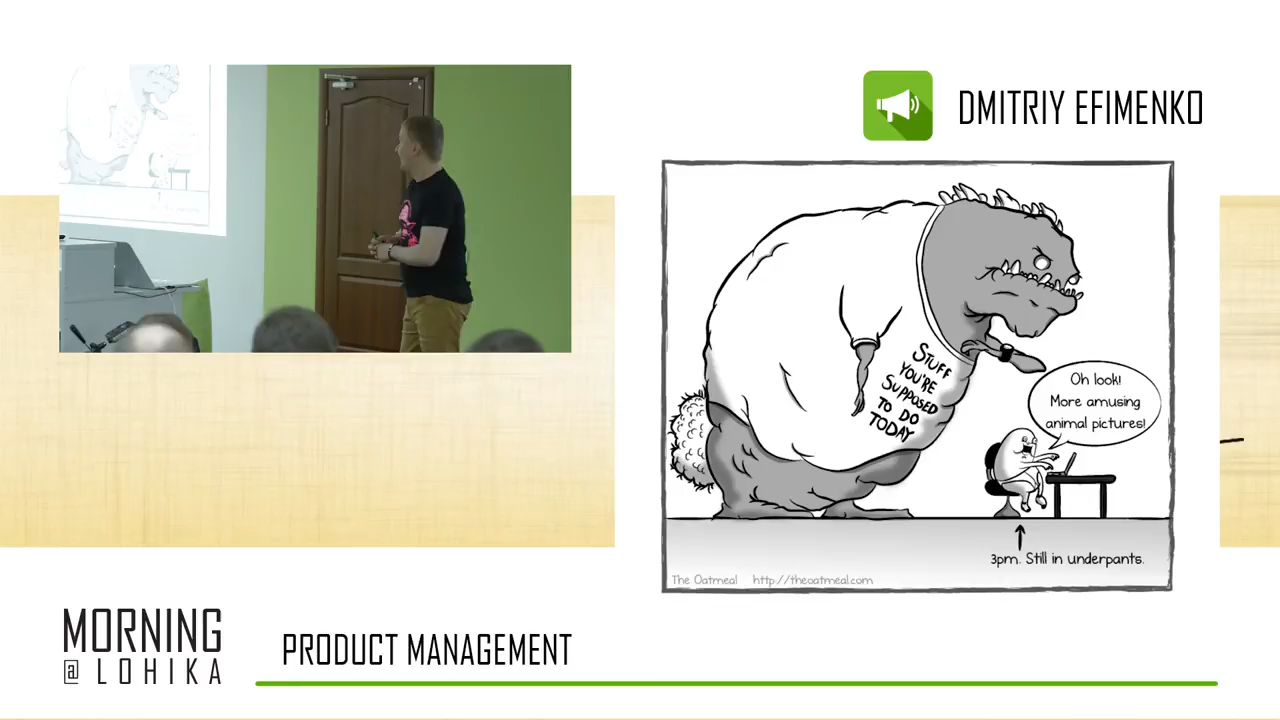 DMITRIY EFIMENKO
STUFF
YOU'RE
SUPPOSED
TO DO
TODAY
Oh look!
More amusing
animal pictures!
3pm. Still in underpants.
The Oatmeal http://theoatmeal.com
MORNING
@ LOHIKA
PRODUCT MANAGEMENT